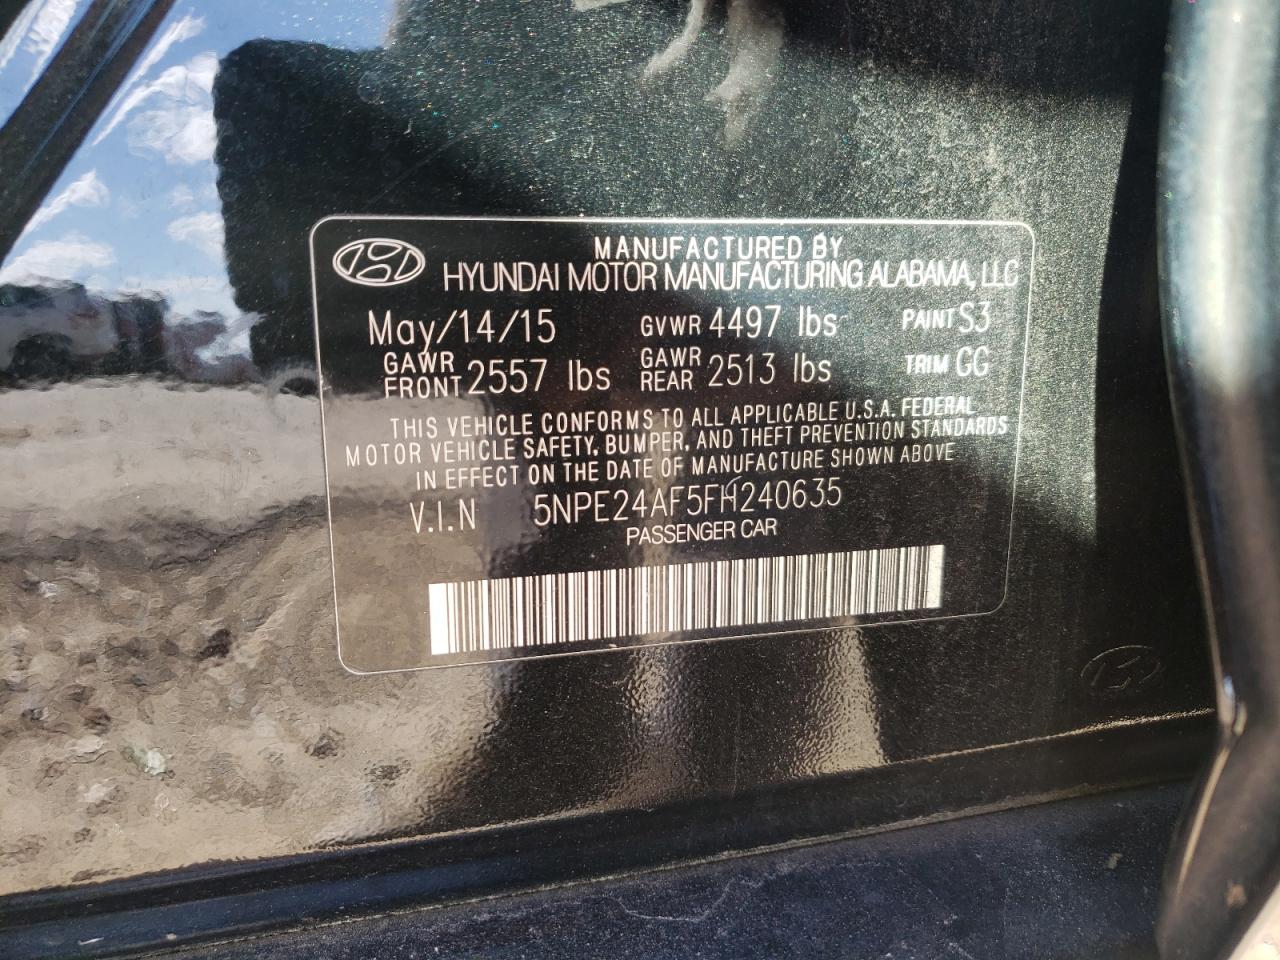 MANUFACTURED BY
HYUNDAI MOTOR MANUFACTURING ALABAMA, LLC
May/14/15 GVWR 4497 lbs PAINT S3
GAWR FRONT 2557 lbs GAWR REAR 2513 lbs TRIM GG
THIS VEHICLE CONFORMS TO ALL APPLICABLE U.S.A. FEDERAL
MOTOR VEHICLE SAFETY, BUMPER, AND THEFT PREVENTION STANDARDS
IN EFFECT ON THE DATE OF MANUFACTURE SHOWN ABOVE
V.I.N 5NPE24AF5FH240635
PASSENGER CAR